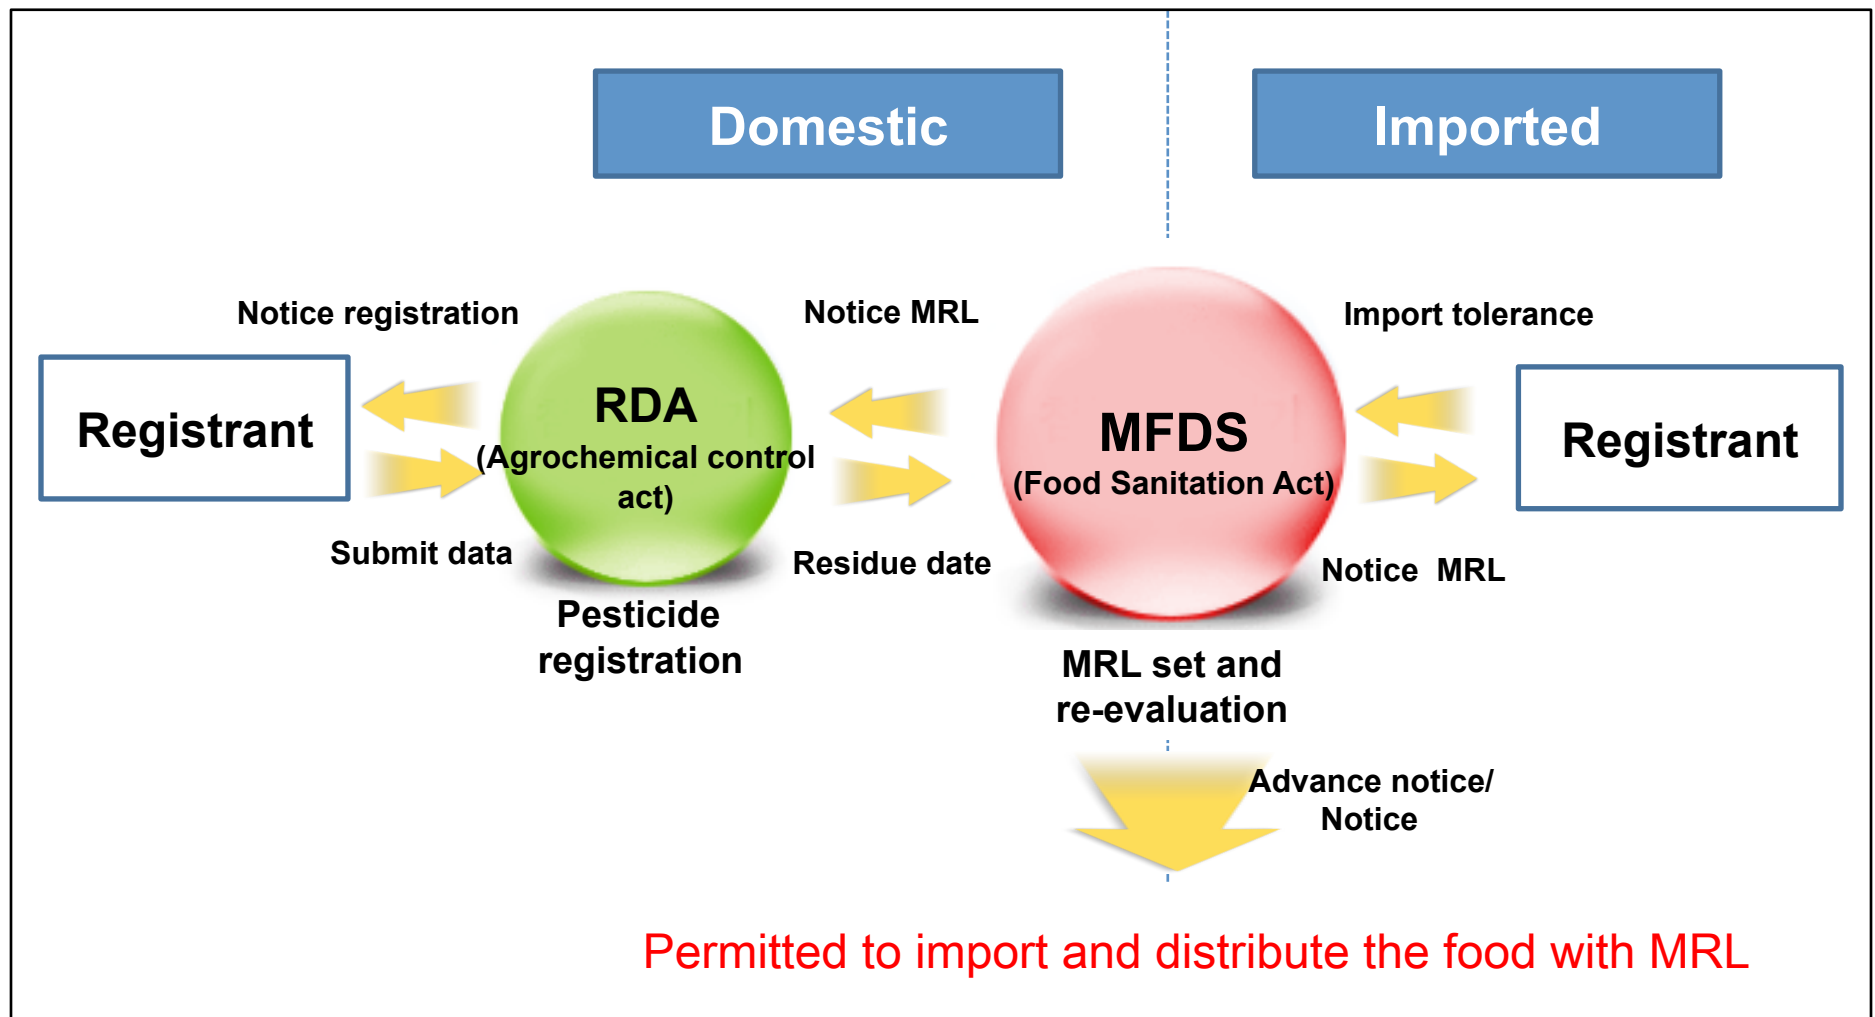 Domestic
Imported
Notice registration
Notice MRL
Import tolerance
Registrant
RDA
(Agrochemical control
act)
MFDS
(Food Sanitation Act)
Registrant
Submit data
Residue date
Notice  MRL
Pesticide
registration
MRL set and
re-evaluation
Advance notice/
Notice
Permitted to import and distribute the food with MRL